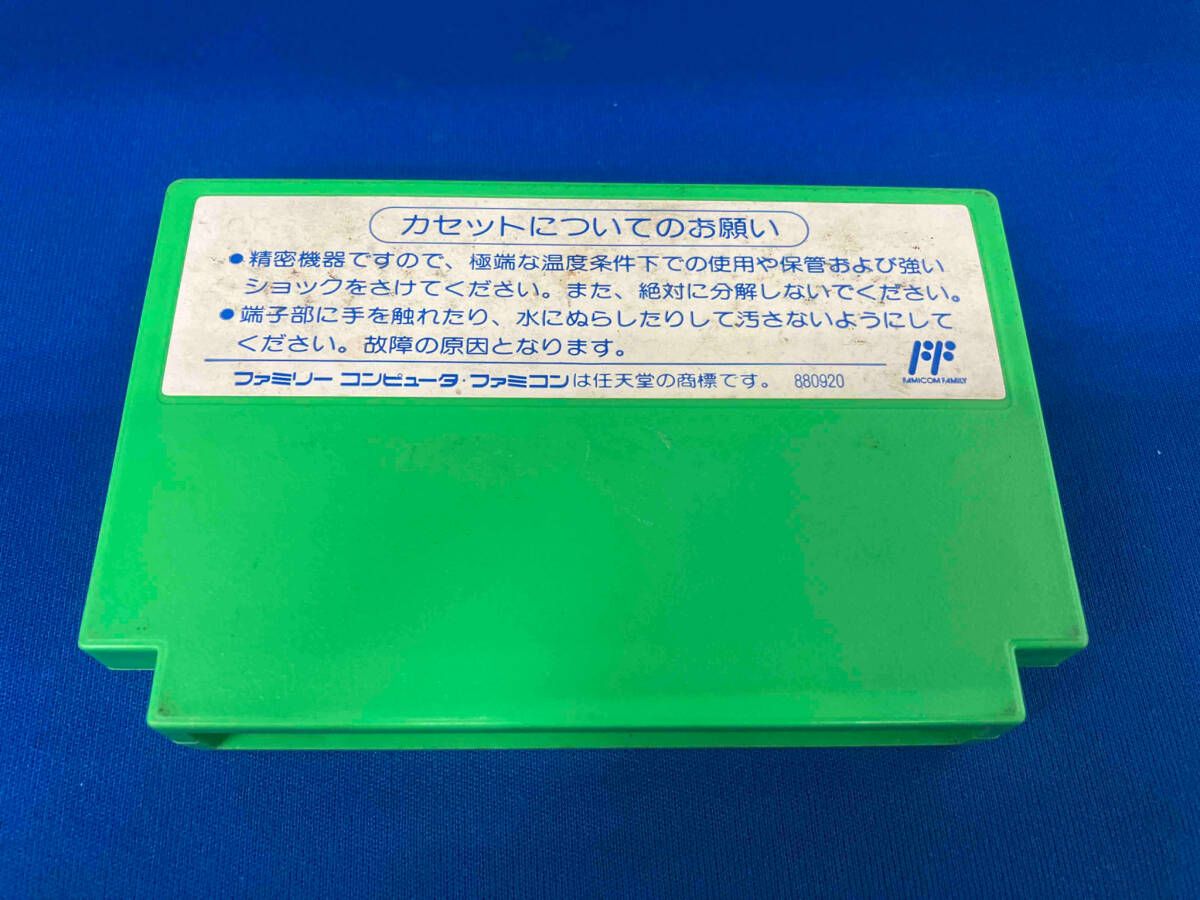 カセットについてのお願い
●精密機器ですので、極端な温度条件下での使用や保管および強い
ショックをさけてください。また、絶対に分解しないでください。
●端子部に手を触れたり、水にぬらしたりして汚さないようにして
ください。故障の原因となります。
ファミリー コンピュータ・ファミコンは任天堂の商標です。 880920
FAMICOM FAMILY